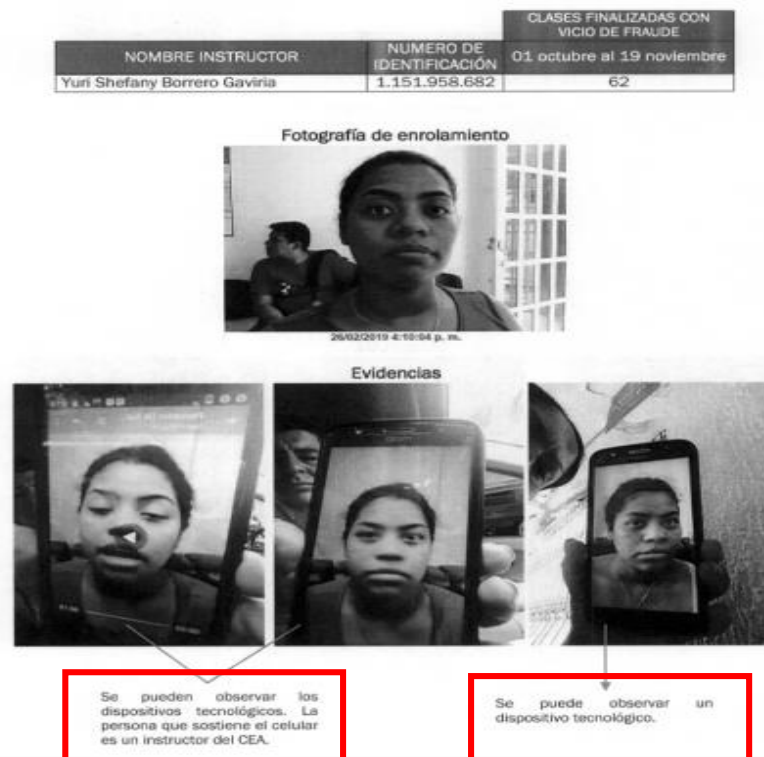 CLASES FINALIZADAS CON
VICIO DE FRAUDE
NOMBRE INSTRUCTOR
NUMERO DE
IDENTIFICACIÓN
01 octubre al 19 noviembre
Yuri Shefany Borrero Gaviria
1.151.958.682
62
Fotografía de enrolamiento
26/02/2019 4:10:04 p. m.
Evidencias
Se pueden observar los
dispositivos tecnológicos. La
persona que sostiene el celular
es un instructor del CEA.
Se puede observar un
dispositivo tecnológico.